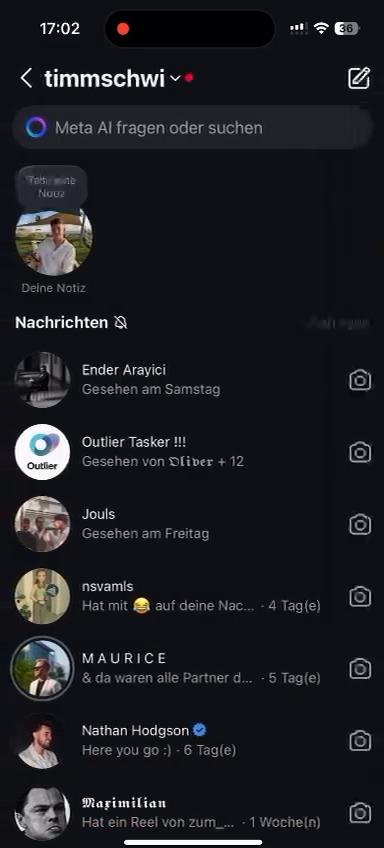 17:02
36
timmschwi
Meta AI fragen oder suchen
Notiz
Deine Notiz
Nachrichten
Ender Arayici
Gesehen am Samstag
Outlier Tasker !!!
Outlier
Gesehen von 𝕺𝖑𝖎𝖛𝖊𝖗 + 12
Jouls
Gesehen am Freitag
nsvamls
Hat mit 😂 auf deine Nac... · 4 Tag(e)
M A U R I C E
& da waren alle Partner d... · 5 Tag(e)
Nathan Hodgson
Here you go :) · 6 Tag(e)
𝕸𝖆𝖝𝖎𝖒𝖎𝖑𝖎𝖆𝖓
Hat ein Reel von zum_... · 1 Woche(n)